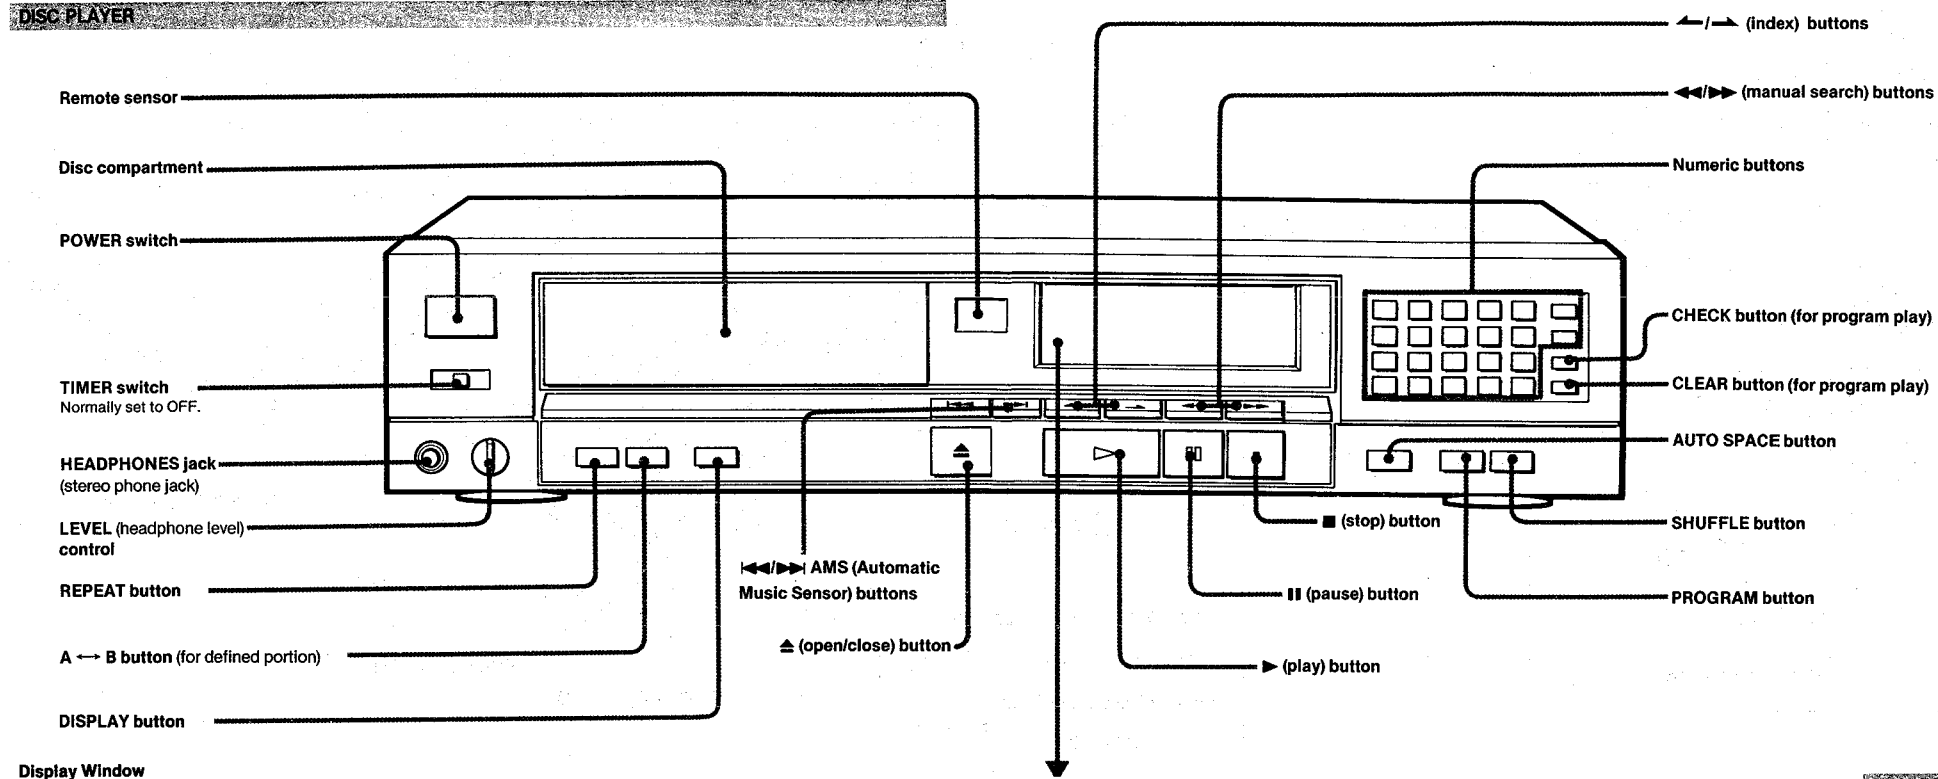 DISC PLAYER
Remote sensor
Disc compartment
POWER switch
TIMER switch
Normally set to OFF.
HEADPHONES jack
(stereo phone jack)
LEVEL (headphone level)
control
REPEAT button
A ←→ B button (for defined portion)
DISPLAY button
⏮/⏭ AMS (Automatic
Music Sensor) buttons
⏏ (open/close) button
▶ (play) button
⏸ (pause) button
■ (stop) button
↼/⇀ (index) buttons
◀◀/▶▶ (manual search) buttons
Numeric buttons
CHECK button (for program play)
CLEAR button (for program play)
AUTO SPACE button
SHUFFLE button
PROGRAM button
Display Window